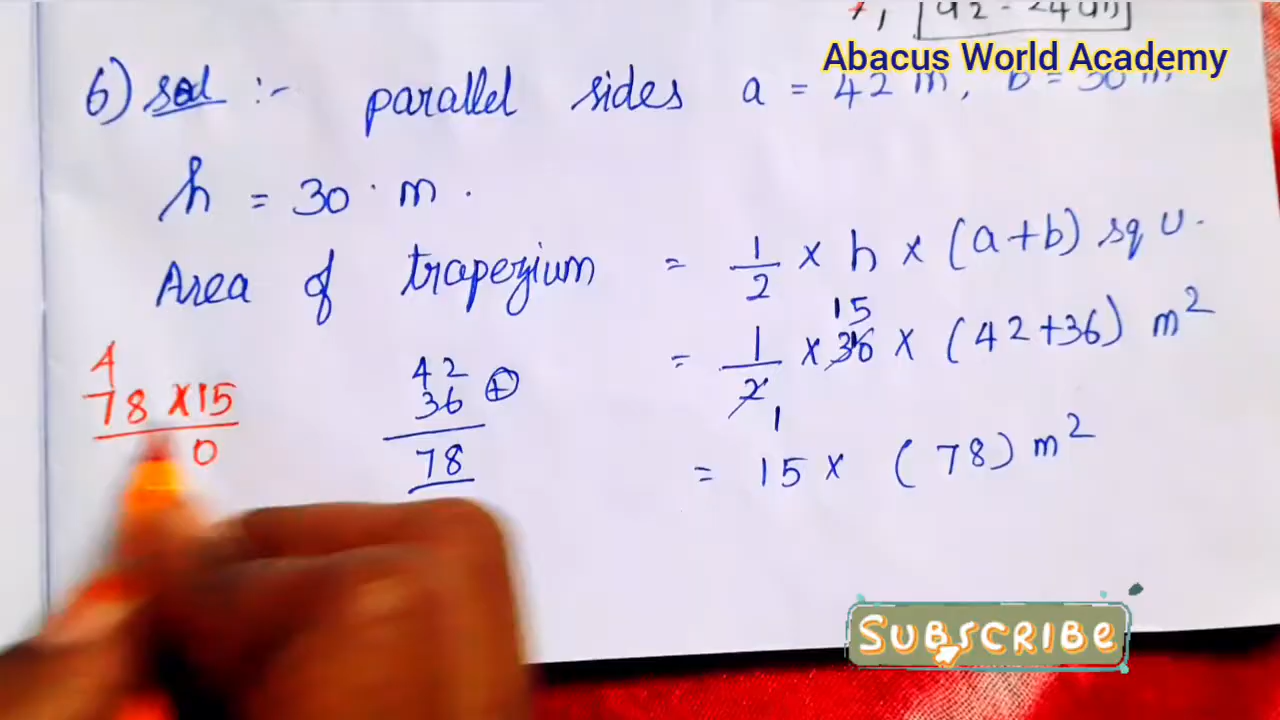 Abacus World Academy
6) sol :- parallel sides a = 42 m, b = 30 m
h = 30 m.
Area of trapezium = 1/2 × h × (a+b) sq u.
= 1/2 × 36 × (42+36) m²
15
1
= 15 × (78) m²
4
78 ×15
0
42
36 (+)
78
SUBSCRIBE